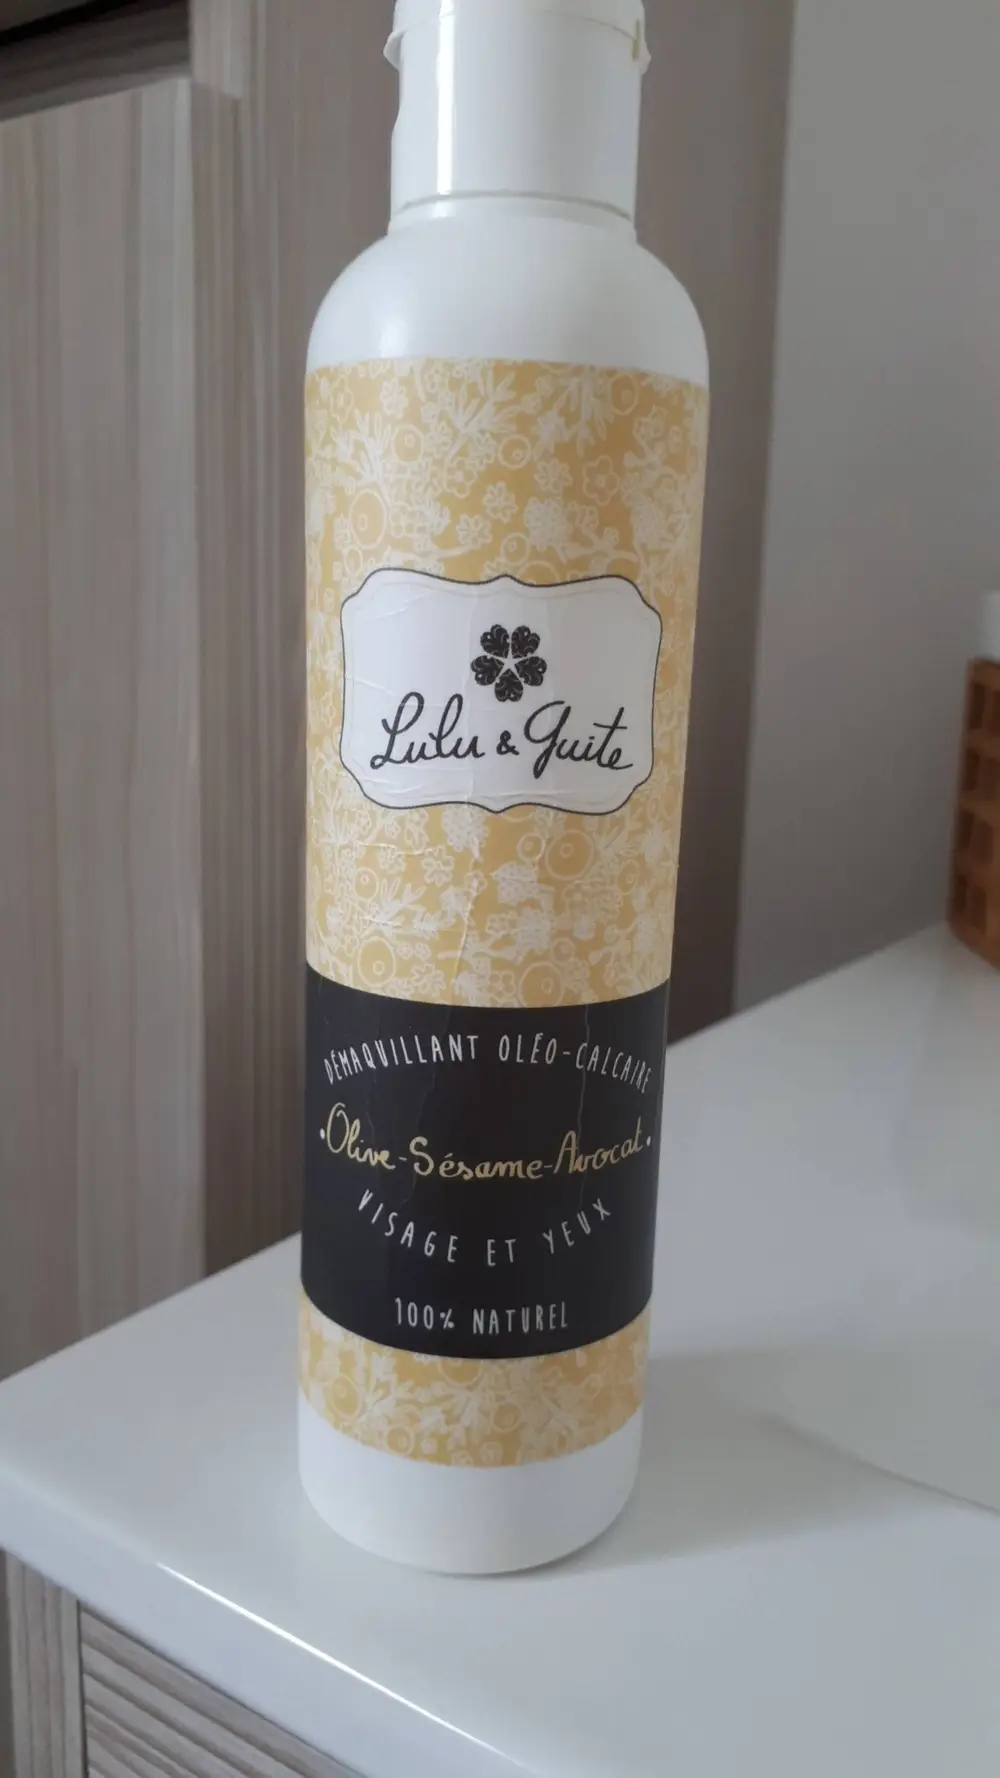 Lulu & Guite
DÉMAQUILLANT OLÉO-CALCAIRE
.Olive-Sésame-Avocat.
VISAGE ET YEUX
100% NATUREL